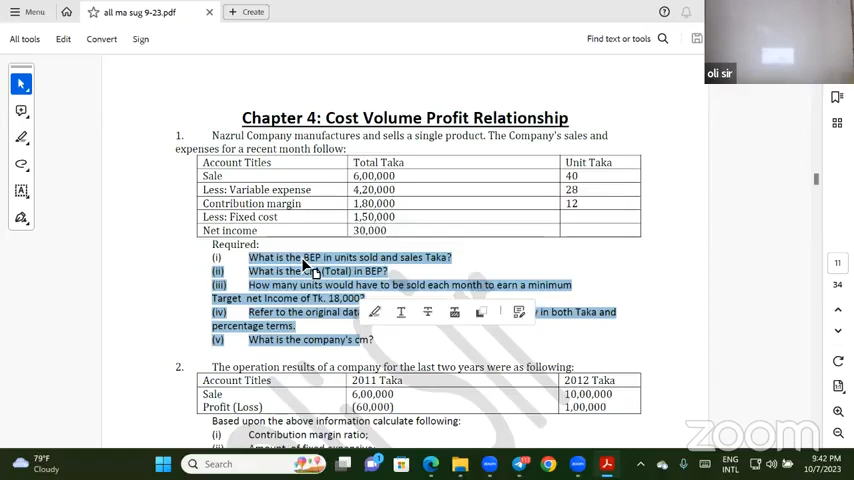 Menu
all ma sug 9-23.pdf
Create
All tools Edit Convert Sign
Find text or tools
oli sir
Chapter 4: Cost Volume Profit Relationship
1. Nazrul Company manufactures and sells a single product. The Company's sales and
expenses for a recent month follow:
Account Titles Total Taka Unit Taka
Sale 6,00,000 40
Less: Variable expense 4,20,000 28
Contribution margin 1,80,000 12
Less: Fixed cost 1,50,000
Net income 30,000
Required:
(i) What is the BEP in units sold and sales Taka?
(ii) What is the (Total) in BEP?
(iii) How many units would have to be sold each month to earn a minimum
Target net Income of Tk. 18,000?
(iv) Refer to the original data in both Taka and
percentage terms.
(v) What is the company's cm?
2. The operation results of a company for the last two years were as following:
Account Titles 2011 Taka 2012 Taka
Sale 6,00,000 10,00,000
Profit (Loss) (60,000) 1,00,000
Based upon the above information calculate following:
(i) Contribution margin ratio;
11
34
zoom
79°F
Cloudy
Search
ENG
INTL
9:42 PM
10/7/2023